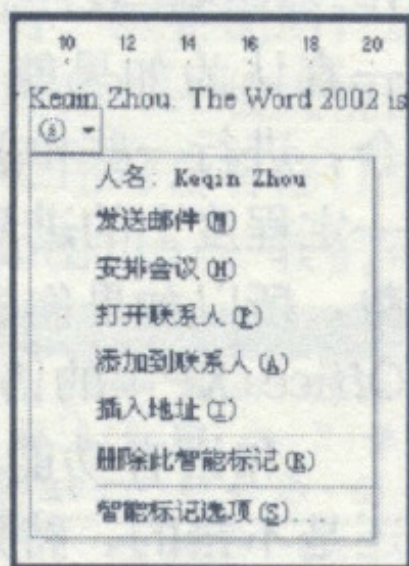 10 12 14 16 18 20
Keqin Zhou. The Word 2002 is
人名: Keqin Zhou
发送邮件(M)
安排会议(H)
打开联系人(P)
添加到联系人(A)
插入地址(I)
删除此智能标记(R)
智能标记选项(S)...